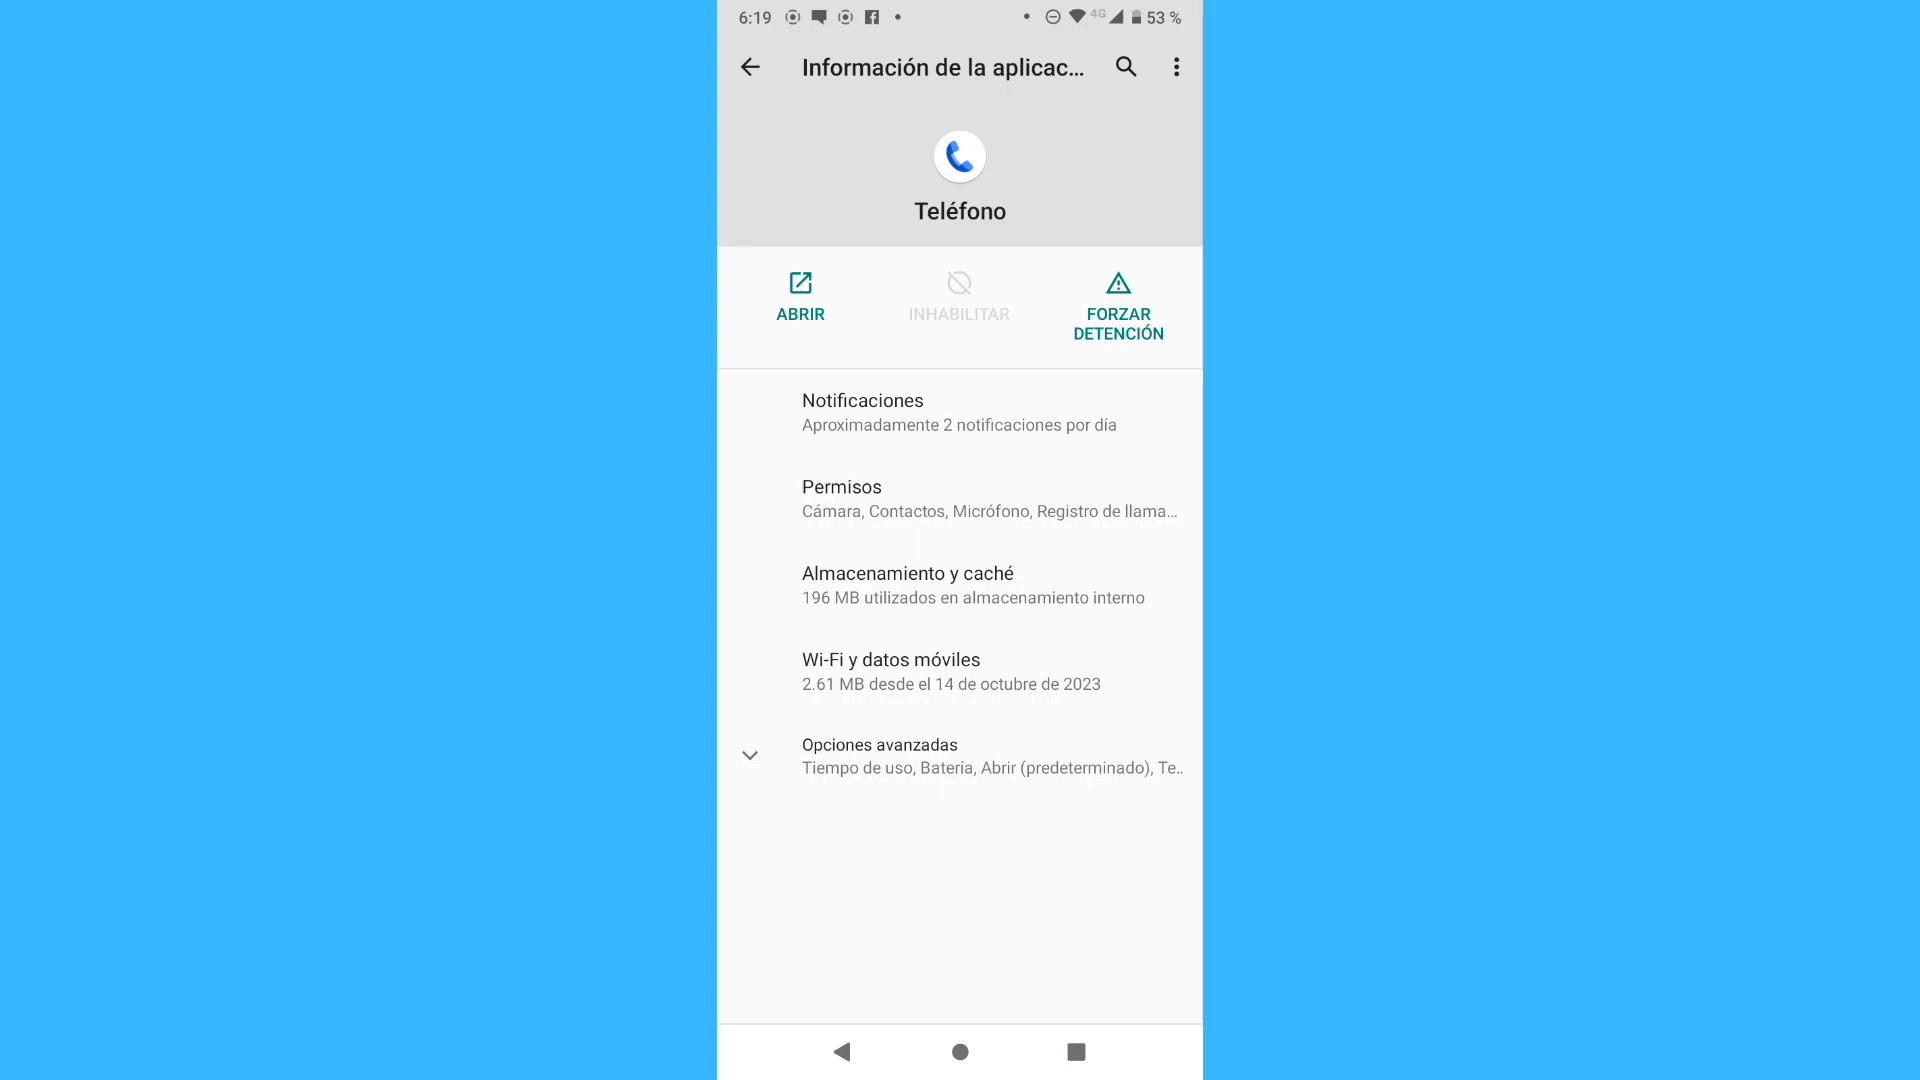 6:19 4G 53 %
Información de la aplicac...
Teléfono
ABRIR
INHABILITAR
FORZAR
DETENCIÓN
Notificaciones
Aproximadamente 2 notificaciones por día
Permisos
Cámara, Contactos, Micrófono, Registro de llama...
Almacenamiento y caché
196 MB utilizados en almacenamiento interno
Wi-Fi y datos móviles
2.61 MB desde el 14 de octubre de 2023
Opciones avanzadas
Tiempo de uso, Batería, Abrir (predeterminado), Te..